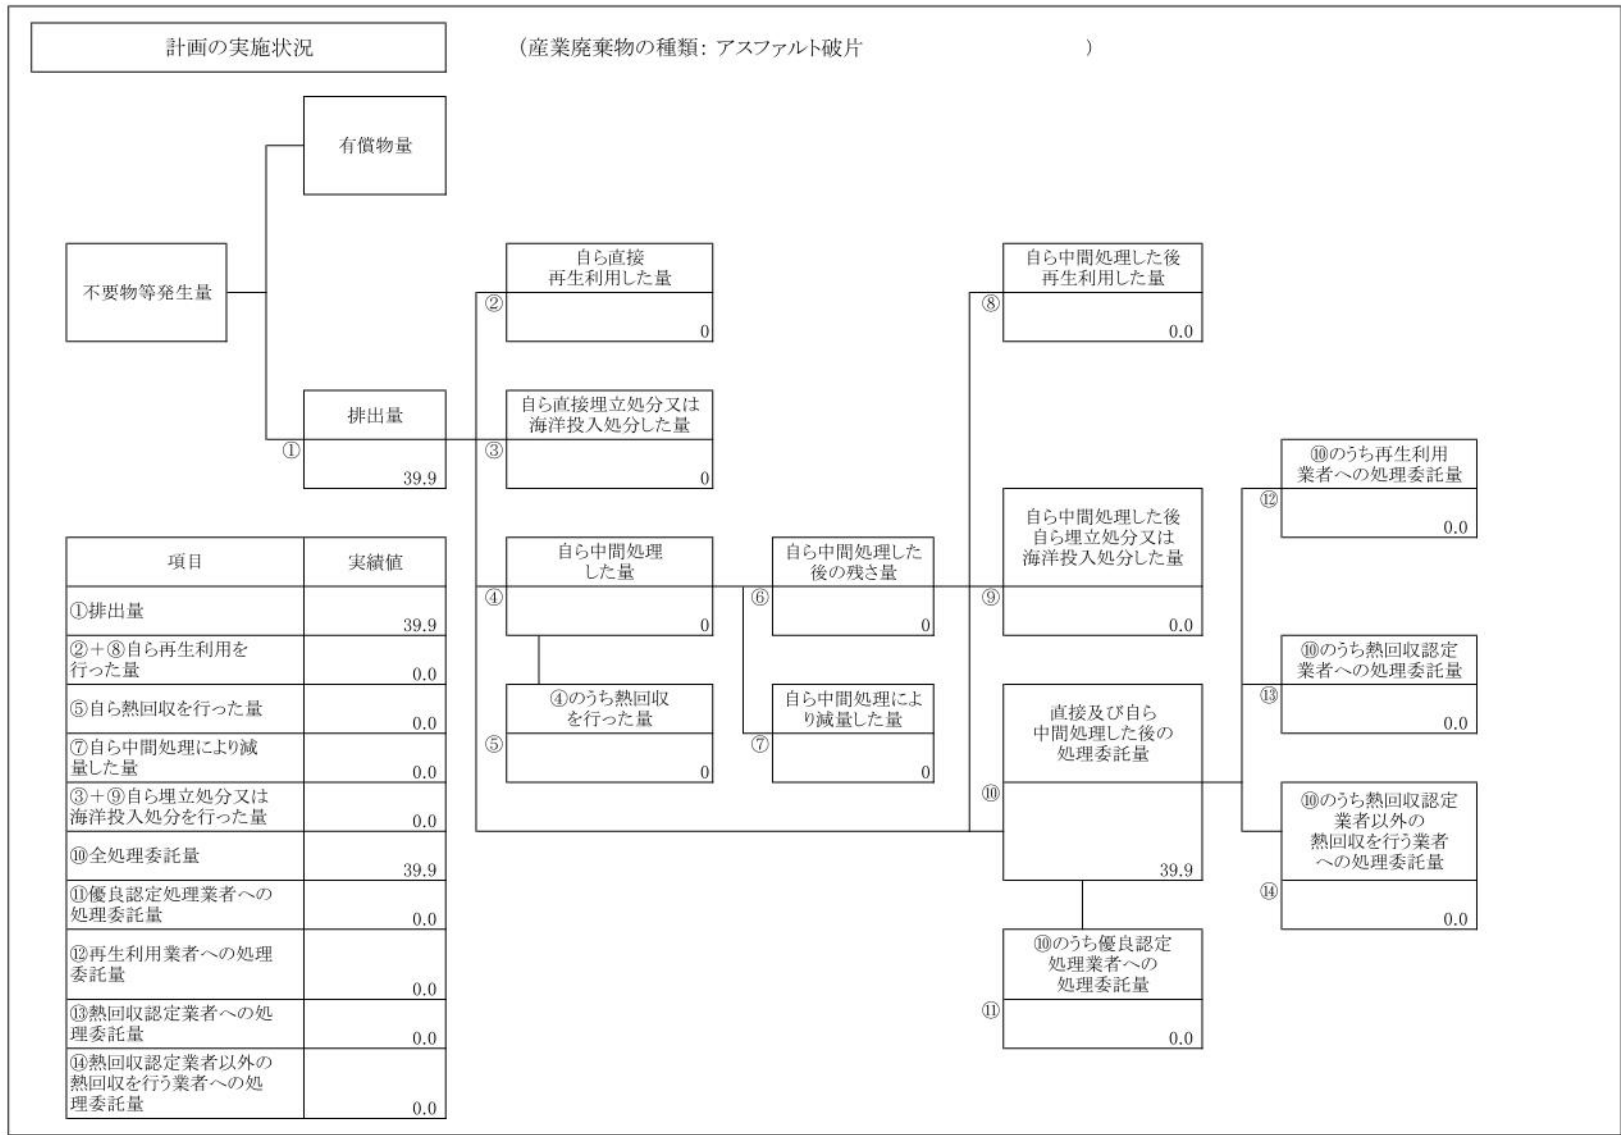 計画の実施状況
（産業廃棄物の種類： アスファルト破片 ）
有償物量
不要物等発生量
排出量
①
39.9
自ら直接
再生利用した量
②
0
自ら直接埋立処分又は
海洋投入処分した量
③
0
自ら中間処理
した量
④
0
④のうち熱回収
を行った量
⑤
0
自ら中間処理した
後の残さ量
⑥
0
自ら中間処理によ
り減量した量
⑦
0
自ら中間処理した後
再生利用した量
⑧
0.0
自ら中間処理した後
自ら埋立処分又は
海洋投入処分した量
⑨
0.0
直接及び自ら
中間処理した後の
処理委託量
⑩
39.9
⑩のうち優良認定
処理業者への
処理委託量
⑪
0.0
⑩のうち再生利用
業者への処理委託量
⑫
0.0
⑩のうち熱回収認定
業者への処理委託量
⑬
0.0
⑩のうち熱回収認定
業者以外の
熱回収を行う業者
への処理委託量
⑭
0.0
項目 実績値
①排出量
39.9
②＋⑧自ら再生利用を
行った量
0.0
⑤自ら熱回収を行った量
0.0
⑦自ら中間処理により減
量した量
0.0
③＋⑨自ら埋立処分又は
海洋投入処分を行った量
0.0
⑩全処理委託量
39.9
⑪優良認定処理業者への
処理委託量
0.0
⑫再生利用業者への処理
委託量
0.0
⑬熱回収認定業者への処
理委託量
0.0
⑭熱回収認定業者以外の
熱回収を行う業者への処
理委託量
0.0